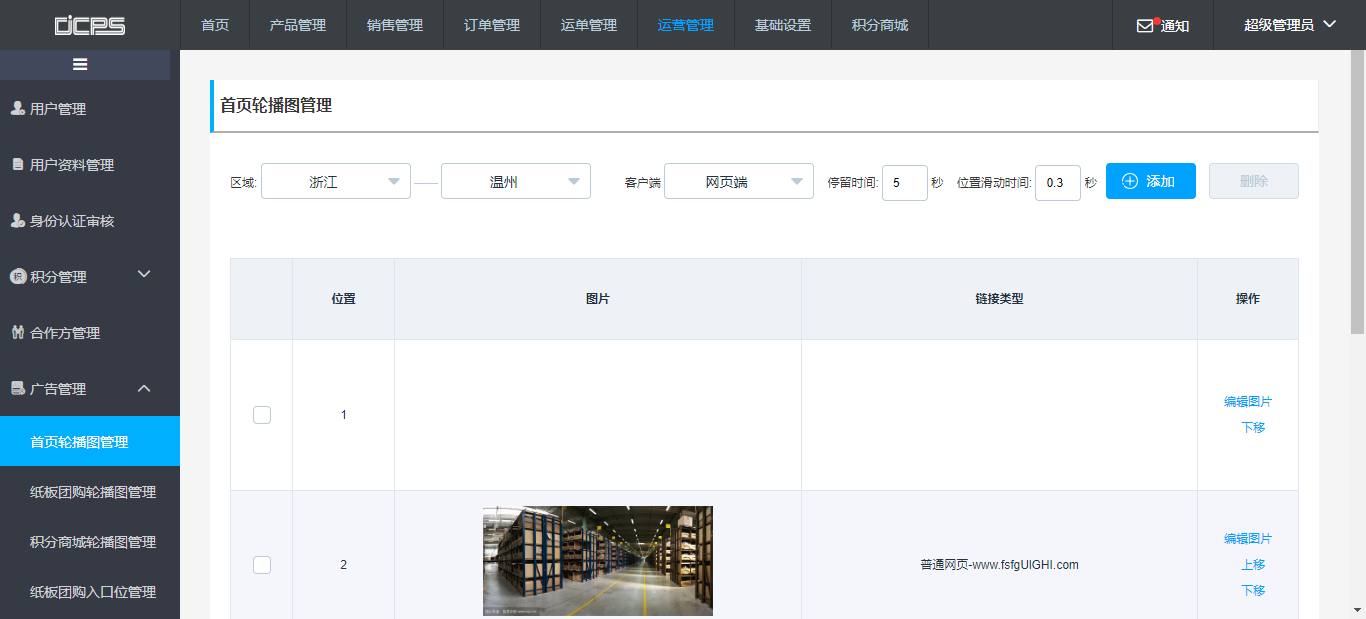 DJCPS 首页 产品管理 销售管理 订单管理 运单管理 运营管理 基础设置 积分商城 通知 超级管理员
用户管理
用户资料管理
身份认证审核
积 积分管理
合作方管理
广告管理
首页轮播图管理
纸板团购轮播图管理
积分商城轮播图管理
纸板团购入口位管理
首页轮播图管理
区域: 浙江 温州 客户端 网页端 停留时间: 5 秒 位置滑动时间: 0.3 秒 添加 删除
位置 图片 链接类型 操作
1 编辑图片
下移
2 普通网页-www.fsfgUIGHI.com 编辑图片
上移
下移